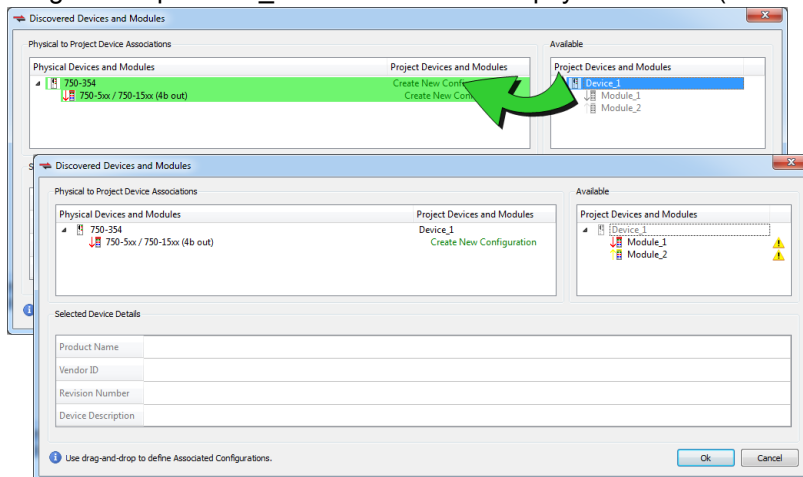 Discovered Devices and Modules
Physical to Project Device Associations
Available
Physical Devices and Modules
Project Devices and Modules
Project Devices and Modules
750-354
Create New
Device_1
750-5xx / 750-15xx (4b out)
Create New
Module_1
Module_2
Discovered Devices and Modules
Physical to Project Device Associations
Available
Physical Devices and Modules
Project Devices and Modules
Project Devices and Modules
750-354
Device_1
Device_1
750-5xx / 750-15xx (4b out)
Create New Configuration
Module_1
Module_2
Selected Device Details
Product Name
Vendor ID
Revision Number
Device Description
Use drag-and-drop to define Associated Configurations.
Ok
Cancel